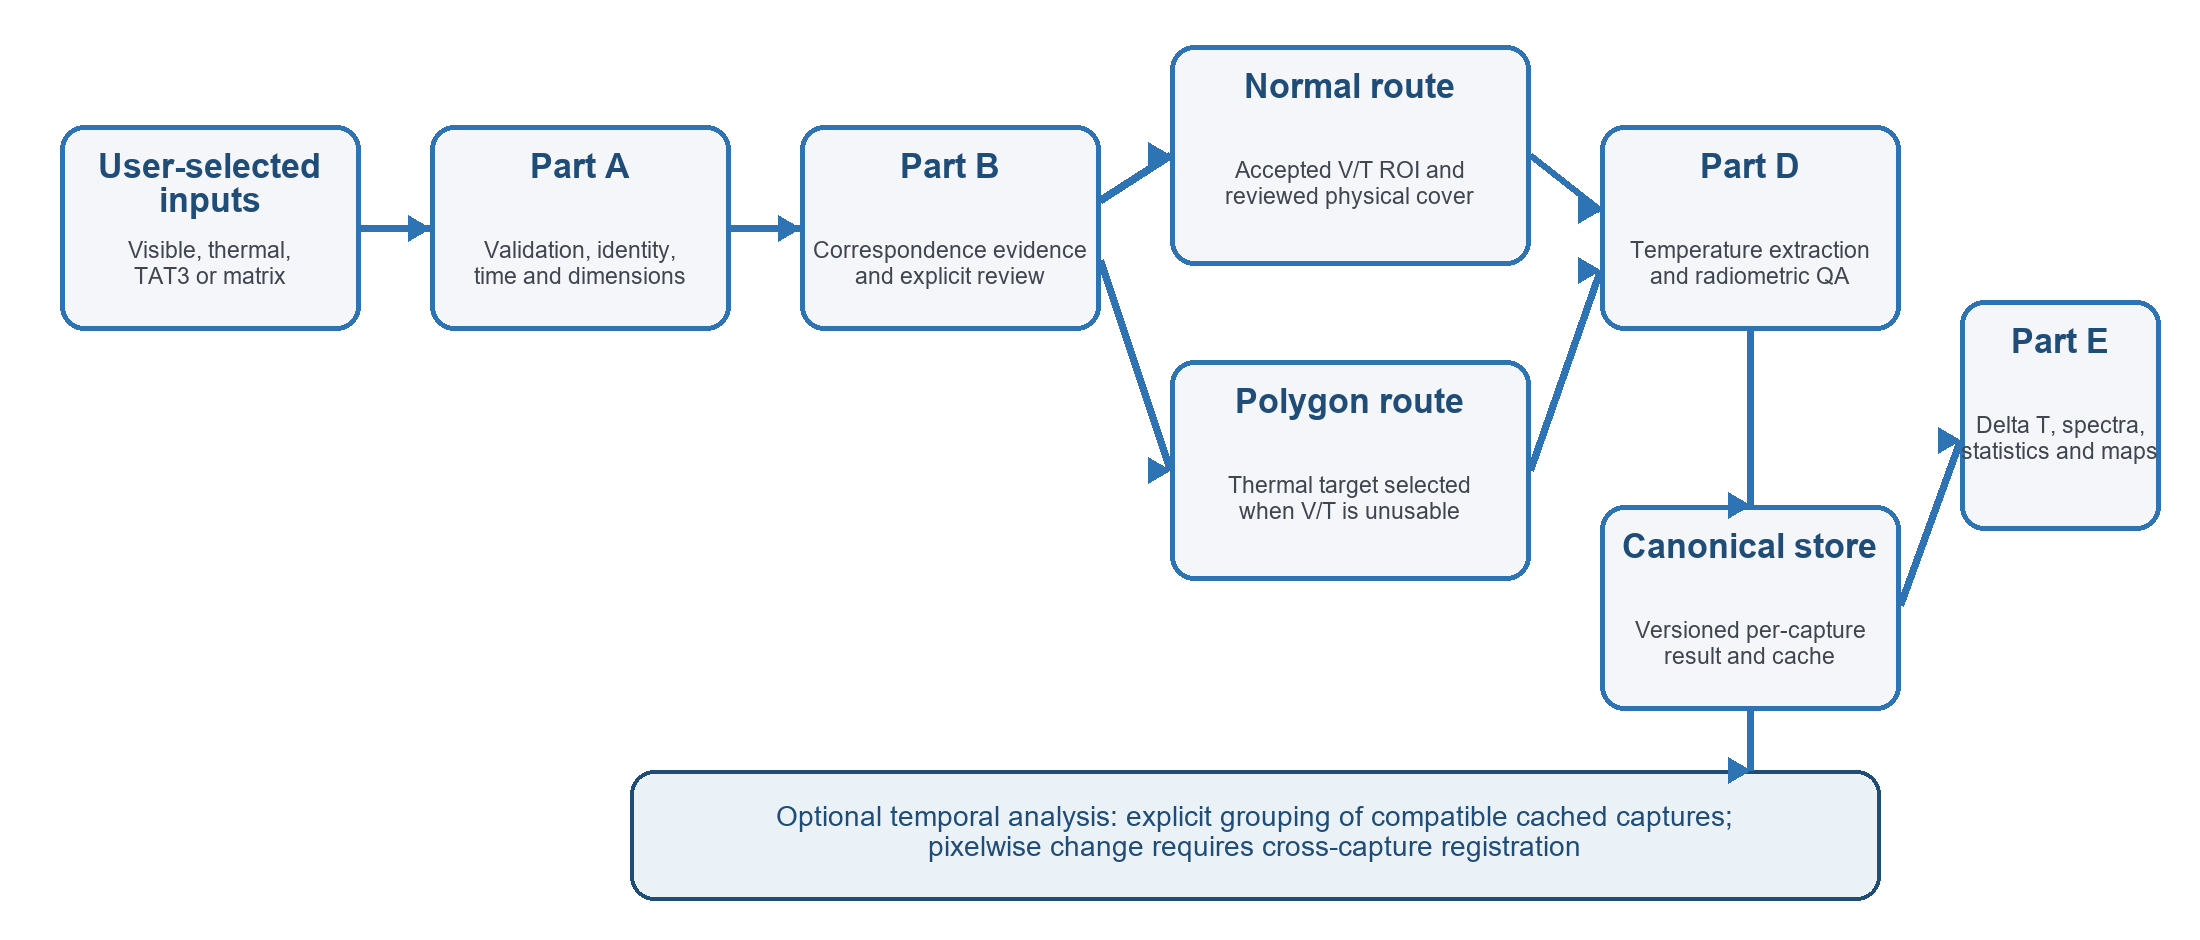 User-selected
inputs
Visible, thermal,
TAT3 or matrix
Part A
Validation, identity,
time and dimensions
Part B
Correspondence evidence
and explicit review
Normal route
Accepted V/T ROI and
reviewed physical cover
Polygon route
Thermal target selected
when V/T is unusable
Part D
Temperature extraction
and radiometric QA
Canonical store
Versioned per-capture
result and cache
Part E
Delta T, spectra,
statistics and maps
Optional temporal analysis: explicit grouping of compatible cached captures;
pixelwise change requires cross-capture registration